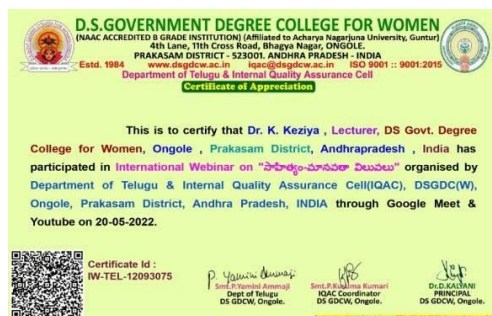 D.S.GOVERNMENT DEGREE COLLEGE FOR WOMEN
(NAAC ACCREDITED B GRADE INSTITUTION) (Affiliated to Acharya Nagarjuna University, Guntur)
4th Lane, 11th Cross Road, Bhagya Nagar, ONGOLE.
PRAKASAM DISTRICT - 523001. ANDHRA PRADESH - INDIA
Estd. 1984 www.dsgdcw.ac.in iqac@dsgdcw.ac.in ISO 9001 :: 9001:2015
Department of Telugu & Internal Quality Assurance Cell
Certificate of Appreciation
This is to certify that Dr. K. Keziya , Lecturer, DS Govt. Degree
College for Women, Ongole , Prakasam District, Andhrapradesh , India has
participated in International Webinar on "సాహిత్యం-మానవతా విలువలు" organised by
Department of Telugu & Internal Quality Assurance Cell(IQAC), DSGDC(W),
Ongole, Prakasam District, Andhra Pradesh, INDIA through Google Meet &
Youtube on 20-05-2022.
Certificate Id :
IW-TEL-12093075
P. Yamini Ammaji
Smt.P.Yamini Ammaji
Dept of Telugu
DS GDCW, Ongole.
Smt.P.Kusuma Kumari
IQAC Coordinator
DS GDCW, Ongole.
Dr.D.KALYANI
PRINCIPAL
DS GDCW, Ongole.